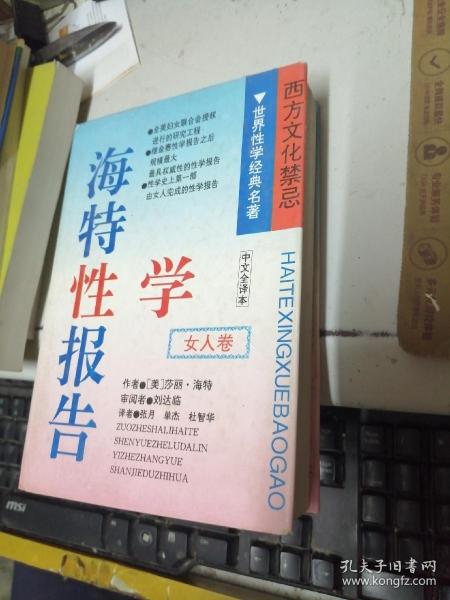 西方文化禁忌
▼世界性学经典名著
●全美妇女联合会授权
进行的研究工程
●继金赛性学报告之后
规模最大
最具权威性的性学报告
●性学史上第一部
由女人完成的性学报告
海特性学报告
中文全译本
女人卷
HAITEXINGXUEBAOGAO
作者●[美]莎丽·海特
审阅者●刘达临
译者●张月 单杰 杜智华
ZUOZHESHALIHAITE
SHENYUEZHELUDALIN
YIZHEZHANGYUE
SHANJIEDUZHIHUA
msi
孔夫子旧书网
www.kongfz.com